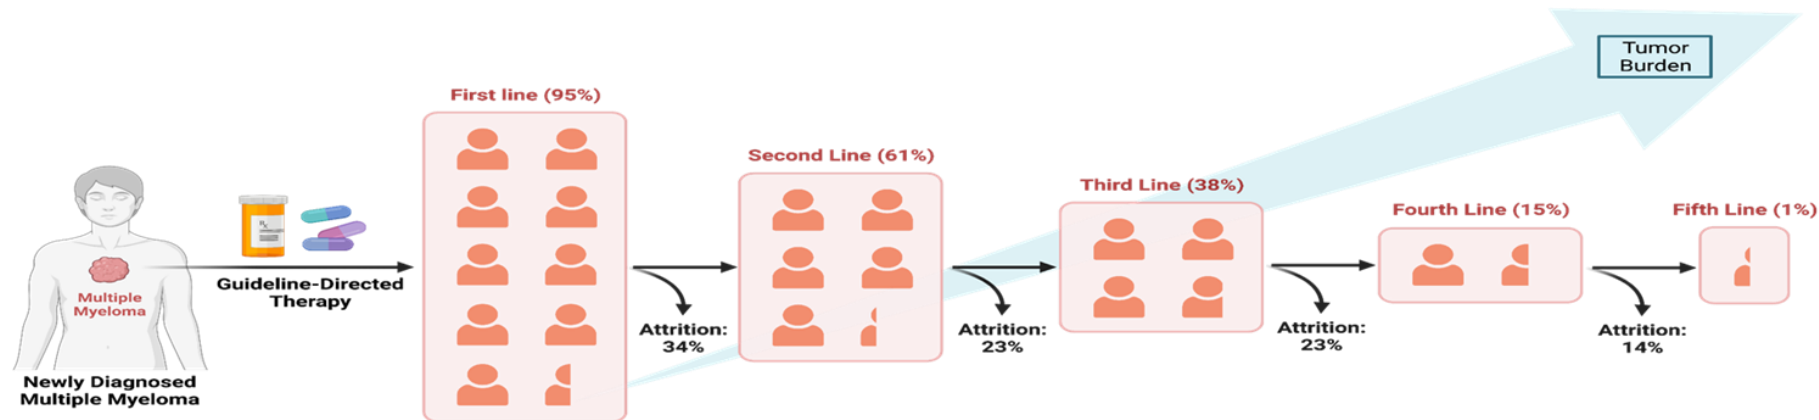 Tumor
Burden
First line (95%)
Second Line (61%)
Third Line (38%)
Fourth Line (15%)
Fifth Line (1%)
Rx
Multiple
Myeloma
Guideline-Directed
Therapy
Attrition:
34%
Attrition:
23%
Attrition:
23%
Attrition:
14%
Newly Diagnosed
Multiple Myeloma